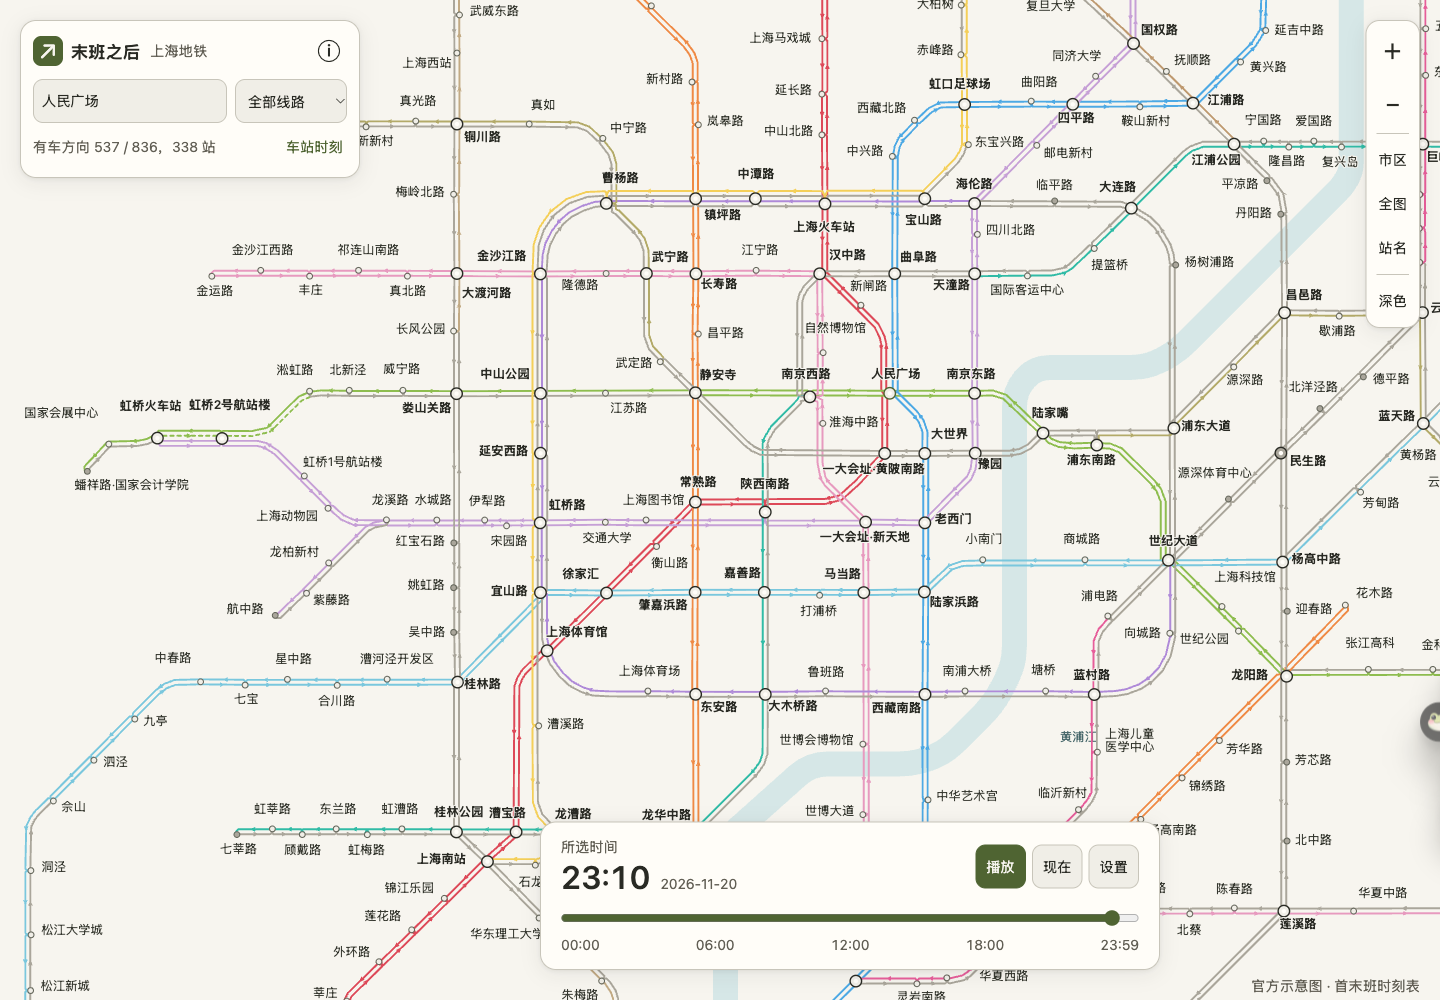 末班之后 上海地铁
人民广场
全部线路
有车方向 537 / 836，338 站
车站时刻
武威东路
上海西站
上海马戏城
大柏树
复旦大学
国权路
延吉中路
赤峰路
同济大学
抚顺路
黄兴路
新村路
延长路
虹口足球场
曲阳路
真光路
真如
西藏北路
四平路
鞍山新村
江浦路
宁国路
爱国路
新新村
铜川路
中宁路
岚皋路
中山北路
中兴路
东宝兴路
邮电新村
江浦公园
隆昌路
复兴岛
曹杨路
中潭路
海伦路
临平路
大连路
平凉路
梅岭北路
镇坪路
上海火车站
宝山路
四川北路
丹阳路
金沙江西路
祁连山南路
金沙江路
武宁路
江宁路
汉中路
曲阜路
提篮桥
杨树浦路
金运路
丰庄
真北路
大渡河路
隆德路
长寿路
新闸路
天潼路
国际客运中心
昌邑路
长风公园
昌平路
自然博物馆
歇浦路
淞虹路
北新泾
威宁路
中山公园
武定路
静安寺
南京西路
人民广场
南京东路
源深路
北洋泾路
德平路
国家会展中心
虹桥火车站
虹桥2号航站楼
娄山关路
江苏路
淮海中路
陆家嘴
浦东大道
蓝天路
延安西路
大世界
浦东南路
民生路
黄杨路
虹桥1号航站楼
一大会址·黄陂南路
豫园
源深体育中心
蟠祥路·国家会计学院
龙溪路
水城路
伊犁路
虹桥路
上海图书馆
常熟路
陕西南路
芳甸路
上海动物园
老西门
红宝石路
宋园路
交通大学
一大会址·新天地
小南门
商城路
世纪大道
龙柏新村
衡山路
杨高中路
徐家汇
嘉善路
马当路
上海科技馆
姚虹路
宜山路
肇嘉浜路
打浦桥
陆家浜路
浦电路
花木路
航中路
紫藤路
迎春路
吴中路
上海体育馆
向城路
世纪公园
张江高科
中春路
星中路
漕河泾开发区
上海体育场
鲁班路
南浦大桥
塘桥
蓝村路
龙阳路
七宝
合川路
桂林路
东安路
大木桥路
西藏南路
九亭
漕溪路
世博会博物馆
黄浦江
上海儿童
医学中心
芳华路
泗泾
芳芯路
锦绣路
佘山
虹莘路
东兰路
虹漕路
桂林公园
漕宝路
龙漕路
龙华中路
世博大道
中华艺术宫
临沂新村
高南路
七莘路
顾戴路
虹梅路
上海南站
北中路
洞泾
锦江乐园
石龙
陈春路
华夏中路
莲花路
松江大学城
外环路
华东理工大学
北蔡
莲溪路
松江新城
莘庄
朱梅路
灵岩南路
华夏西路
市区
全图
站名
深色
所选时间
23:10 2026-11-20
播放
现在
设置
00:00
06:00
12:00
18:00
23:59
官方示意图 · 首末班时刻表